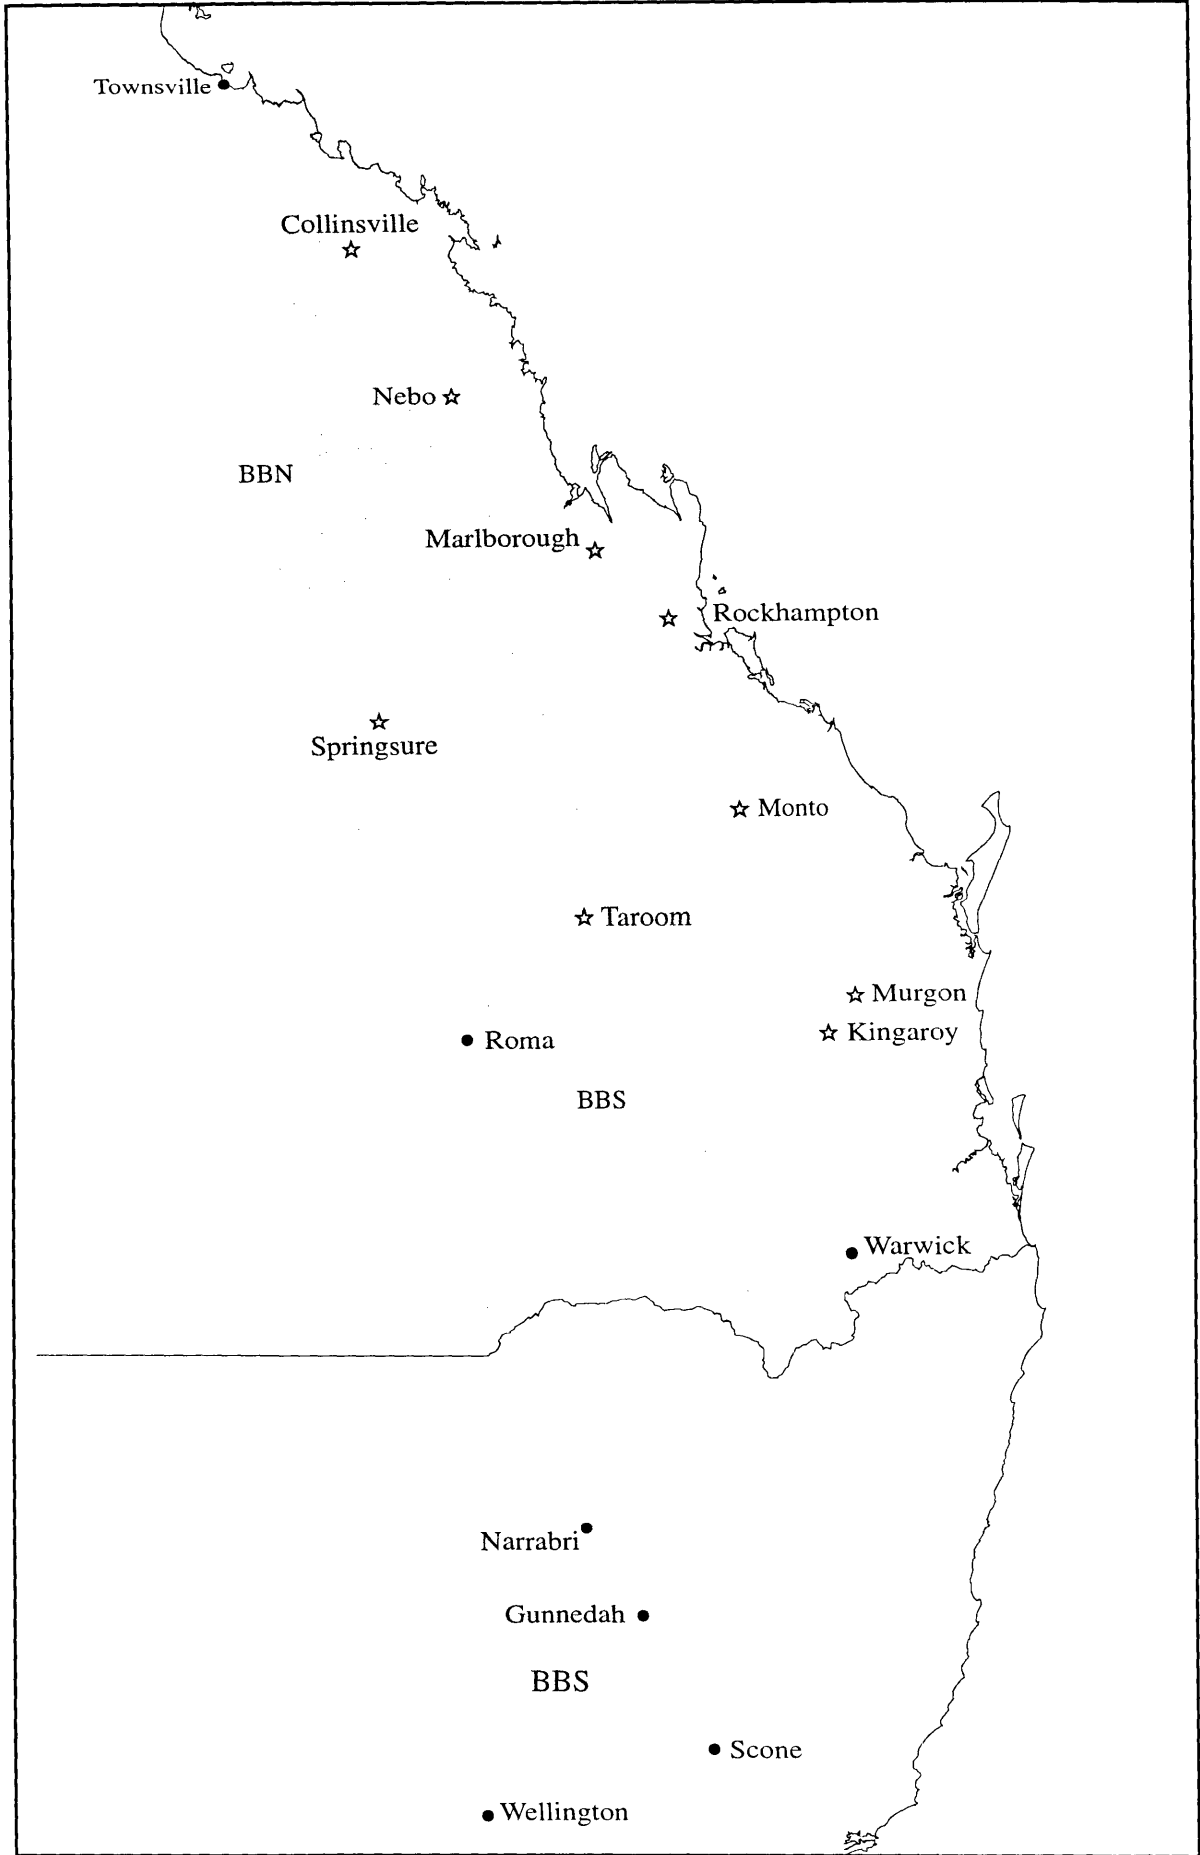 Townsville
Collinsville
Nebo
BBN
Marlborough
Rockhampton
Springsure
Monto
Taroom
Murgon
Kingaroy
Roma
BBS
Warwick
Narrabri
Gunnedah
BBS
Scone
Wellington